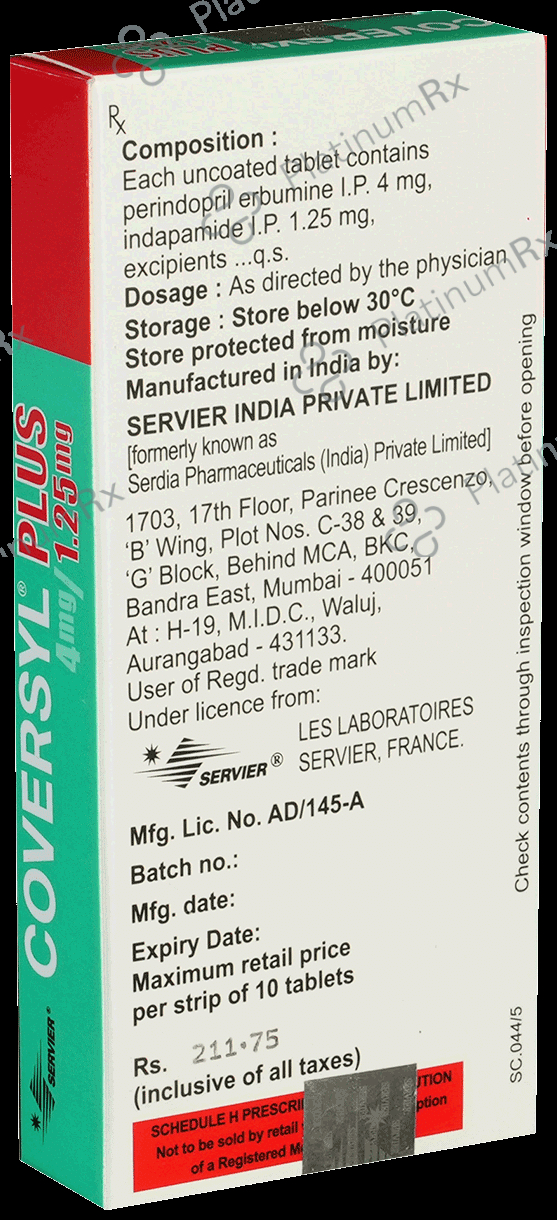 COVERSYL® PLUS
Rx
Composition :
Each uncoated tablet contains
perindopril erbumine I.P. 4 mg,
indapamide I.P. 1.25 mg,
excipients ...q.s.
Dosage : As directed by the physician
Storage : Store below 30°C
Store protected from moisture
Manufactured in India by:
SERVIER INDIA PRIVATE LIMITED
[formerly known as
Serdia Pharmaceuticals (India) Private Limited]
1703, 17th Floor, Parinee Crescenzo,
‘B’ Wing, Plot Nos. C-38 & 39,
‘G’ Block, Behind MCA, BKC,
Bandra East, Mumbai - 400051
At : H-19, M.I.D.C., Waluj,
Aurangabad - 431133.
User of Regd. trade mark
Under licence from:
SERVIER ®
LES LABORATOIRES
SERVIER, FRANCE.
Mfg. Lic. No. AD/145-A
Batch no.:
Mfg. date:
Expiry Date:
Maximum retail price
per strip of 10 tablets
Rs. 211.75
(inclusive of all taxes)
SCHEDULE H
Not to be sold by retail
of a Registered
Check contents through inspection window before opening
SC.044/5
COVERSYL® PLUS
4mg/1.25mg
SERVIER®
PlatinumRx
PlatinumRx
PlatinumRx